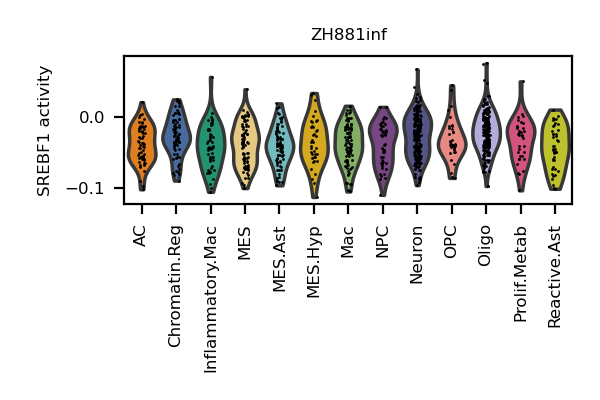 ZH881inf
SREBF1 activity
0.0
−0.1
AC
Chromatin.Reg
Inflammatory.Mac
MES
MES.Ast
MES.Hyp
Mac
NPC
Neuron
OPC
Oligo
Prolif.Metab
Reactive.Ast